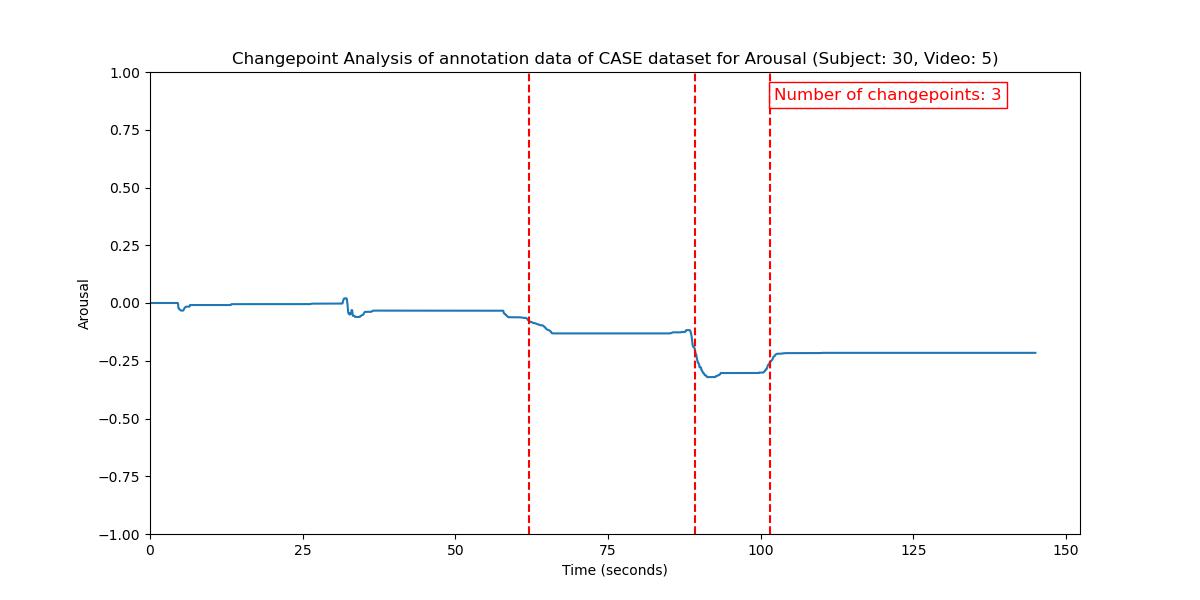 Changepoint Analysis of annotation data of CASE dataset for Arousal (Subject: 30, Video: 5)
Number of changepoints: 3
Arousal
1.00
0.75
0.50
0.25
0.00
−0.25
−0.50
−0.75
−1.00
0 25 50 75 100 125 150
Time (seconds)